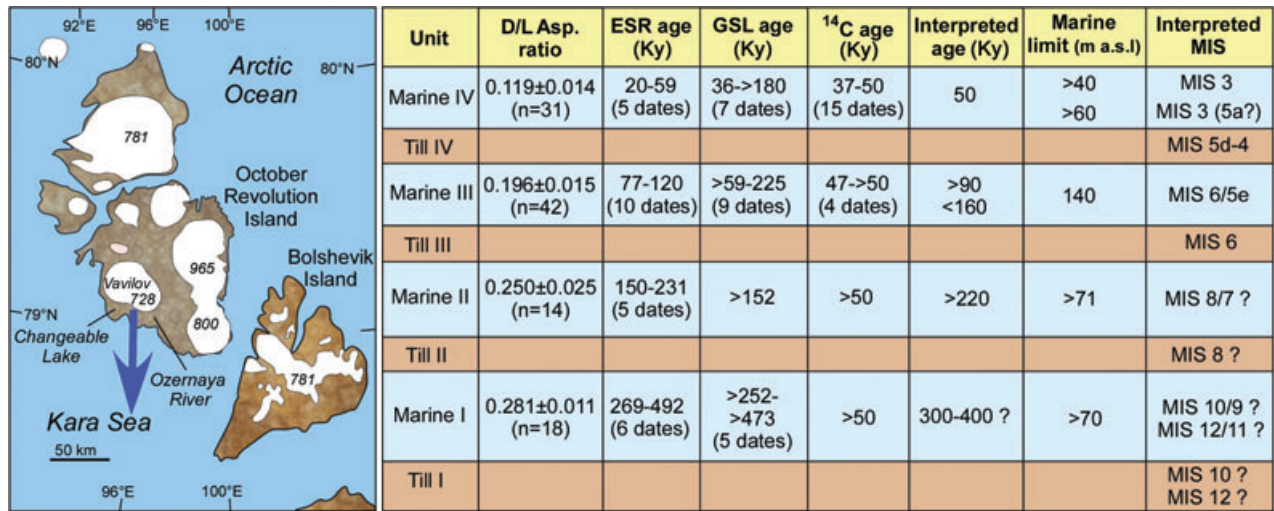 92°E 96°E 100°E
80°N
Arctic
Ocean
80°N
781
October
Revolution
Island
Bolshevik
Island
965
Vavilov
728
79°N
800
Changeable
Lake
781
Ozernaya
River
Kara Sea
50 km
96°E 100°E
Unit D/L Asp. ratio ESR age (Ky) GSL age (Ky) 14C age (Ky) Interpreted age (Ky) Marine limit (m a.s.l) Interpreted MIS
Marine IV 0.119±0.014 (n=31) 20-59 (5 dates) 36->180 (7 dates) 37-50 (15 dates) 50 >40 >60 MIS 3 MIS 3 (5a?)
Till IV MIS 5d-4
Marine III 0.196±0.015 (n=42) 77-120 (10 dates) >59-225 (9 dates) 47->50 (4 dates) >90 <160 140 MIS 6/5e
Till III MIS 6
Marine II 0.250±0.025 (n=14) 150-231 (5 dates) >152 >50 >220 >71 MIS 8/7 ?
Till II MIS 8 ?
Marine I 0.281±0.011 (n=18) 269-492 (6 dates) >252->473 (5 dates) >50 300-400 ? >70 MIS 10/9 ? MIS 12/11 ?
Till I MIS 10 ? MIS 12 ?